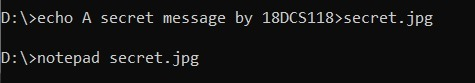 D:\>echo A secret message by 18DCS118>secret.jpg
D:\>notepad secret.jpg